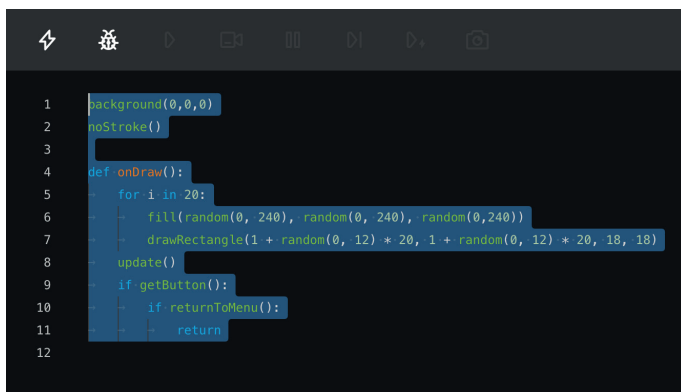 1 background(0,0,0)
2 noStroke()
3
4 def onDraw():
5 for i in 20:
6 fill(random(0, 240), random(0, 240), random(0,240))
7 drawRectangle(1 + random(0, 12) * 20, 1 + random(0, 12) * 20, 18, 18)
8 update()
9 if getButton():
10 if returnToMenu():
11 return
12